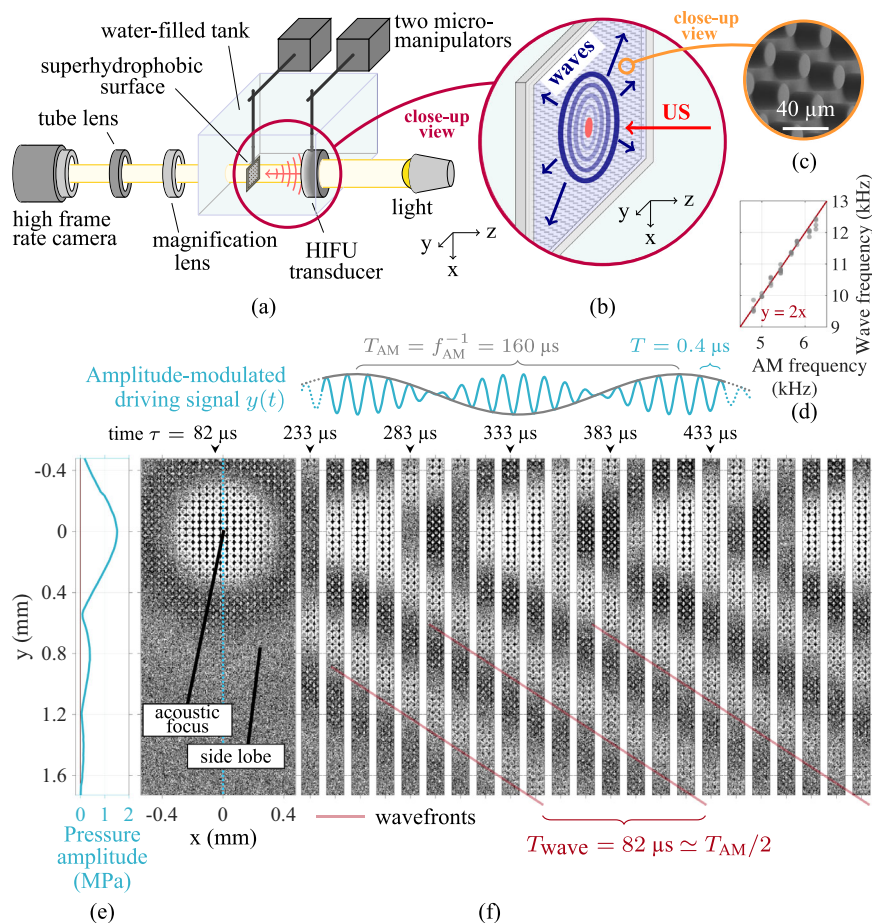 water-filled tank
two micro-
manipulators
superhydrophobic
surface
tube lens
close-up
view
high frame
rate camera
magnification
lens
HIFU
transducer
light
y
z
x
(a)
waves
US
y
z
x
(b)
close-up
view
40 μm
(c)
13
12
11
10
9
Wave frequency (kHz)
y = 2x
5
6
AM frequency
(kHz)
(d)
Amplitude-modulated
driving signal y(t)
T_AM = f_AM^-1 = 160 μs
T = 0.4 μs
time τ = 82 μs
233 μs
283 μs
333 μs
383 μs
433 μs
-0.4
0
0.4
0.8
1.2
1.6
y (mm)
acoustic
focus
side lobe
0 1 2
Pressure
amplitude
(MPa)
-0.4 0 0.4
x (mm)
wavefronts
T_wave = 82 μs ≃ T_AM/2
(e)
(f)